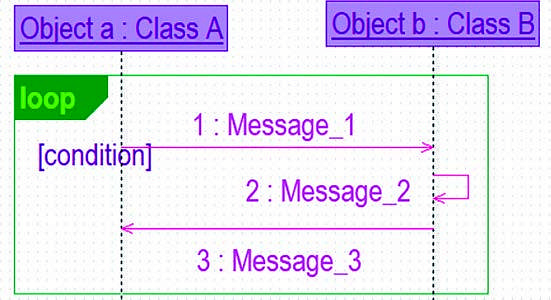 Object a : Class A
Object b : Class B
loop
1 : Message_1
[condition]
2 : Message_2
3 : Message_3